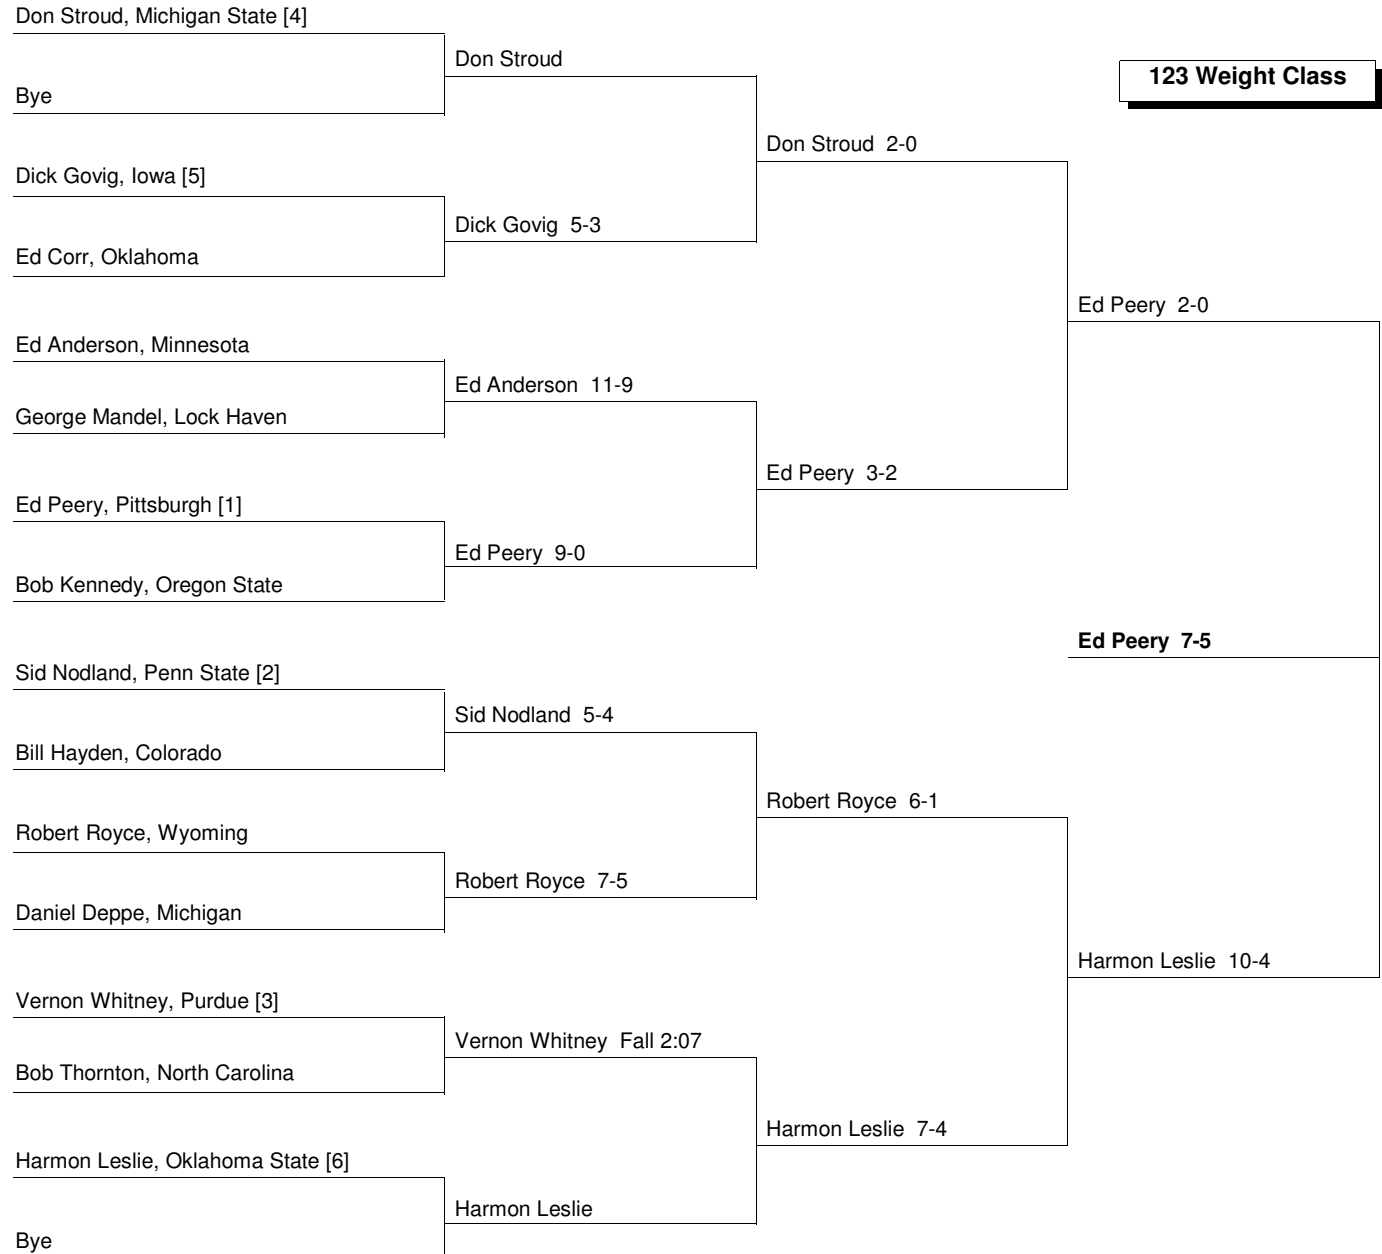 Don Stroud, Michigan State [4]
Don Stroud
123 Weight Class
Bye
Don Stroud 2-0
Dick Govig, Iowa [5]
Dick Govig 5-3
Ed Corr, Oklahoma
Ed Peery 2-0
Ed Anderson, Minnesota
Ed Anderson 11-9
George Mandel, Lock Haven
Ed Peery 3-2
Ed Peery, Pittsburgh [1]
Ed Peery 9-0
Bob Kennedy, Oregon State
Ed Peery 7-5
Sid Nodland, Penn State [2]
Sid Nodland 5-4
Bill Hayden, Colorado
Robert Royce 6-1
Robert Royce, Wyoming
Robert Royce 7-5
Daniel Deppe, Michigan
Harmon Leslie 10-4
Vernon Whitney, Purdue [3]
Vernon Whitney Fall 2:07
Bob Thornton, North Carolina
Harmon Leslie 7-4
Harmon Leslie, Oklahoma State [6]
Harmon Leslie
Bye